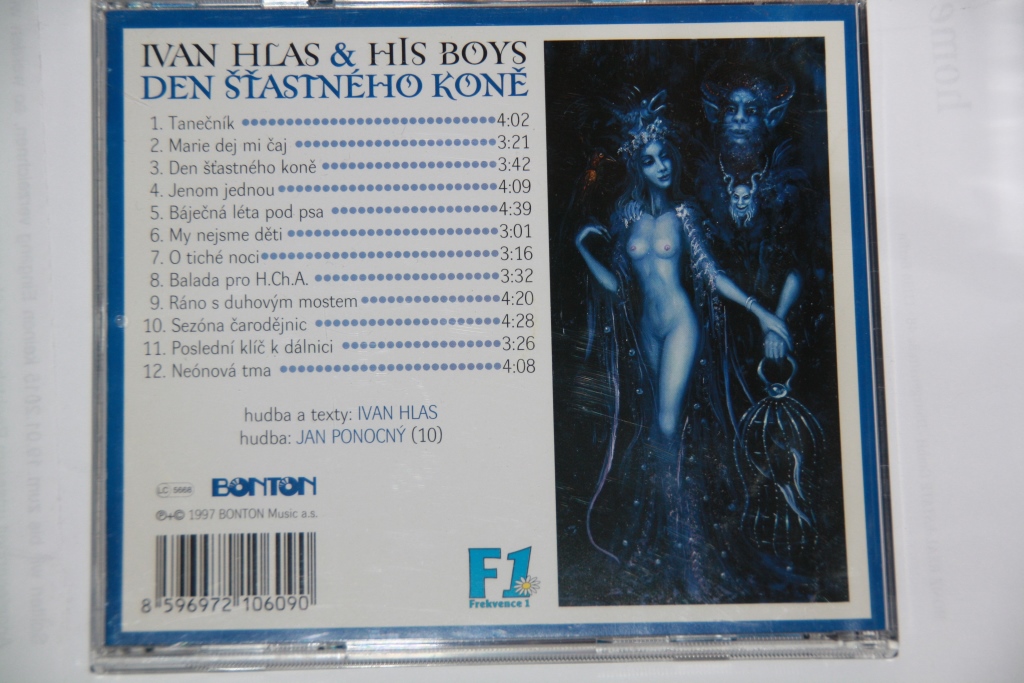 IVAN HLAS & HIS BOYS
DEN ŠŤASTNÉHO KONĚ
1. Tanečník 4:02
2. Marie dej mi čaj 3:21
3. Den šťastného koně 3:42
4. Jenom jednou 4:09
5. Báječná léta pod psa 4:39
6. My nejsme děti 3:01
7. O tiché noci 3:16
8. Balada pro H.Ch.A. 3:32
9. Ráno s duhovým mostem 4:20
10. Sezóna čarodějnic 4:28
11. Poslední klíč k dálnici 3:26
12. Neónová tma 4:08
hudba a texty: IVAN HLAS
hudba: JAN PONOCNÝ (10)
LC 5668 BONTON
℗+© 1997 BONTON Music a.s.
8 596972 106090
F1
Frekvence 1
home